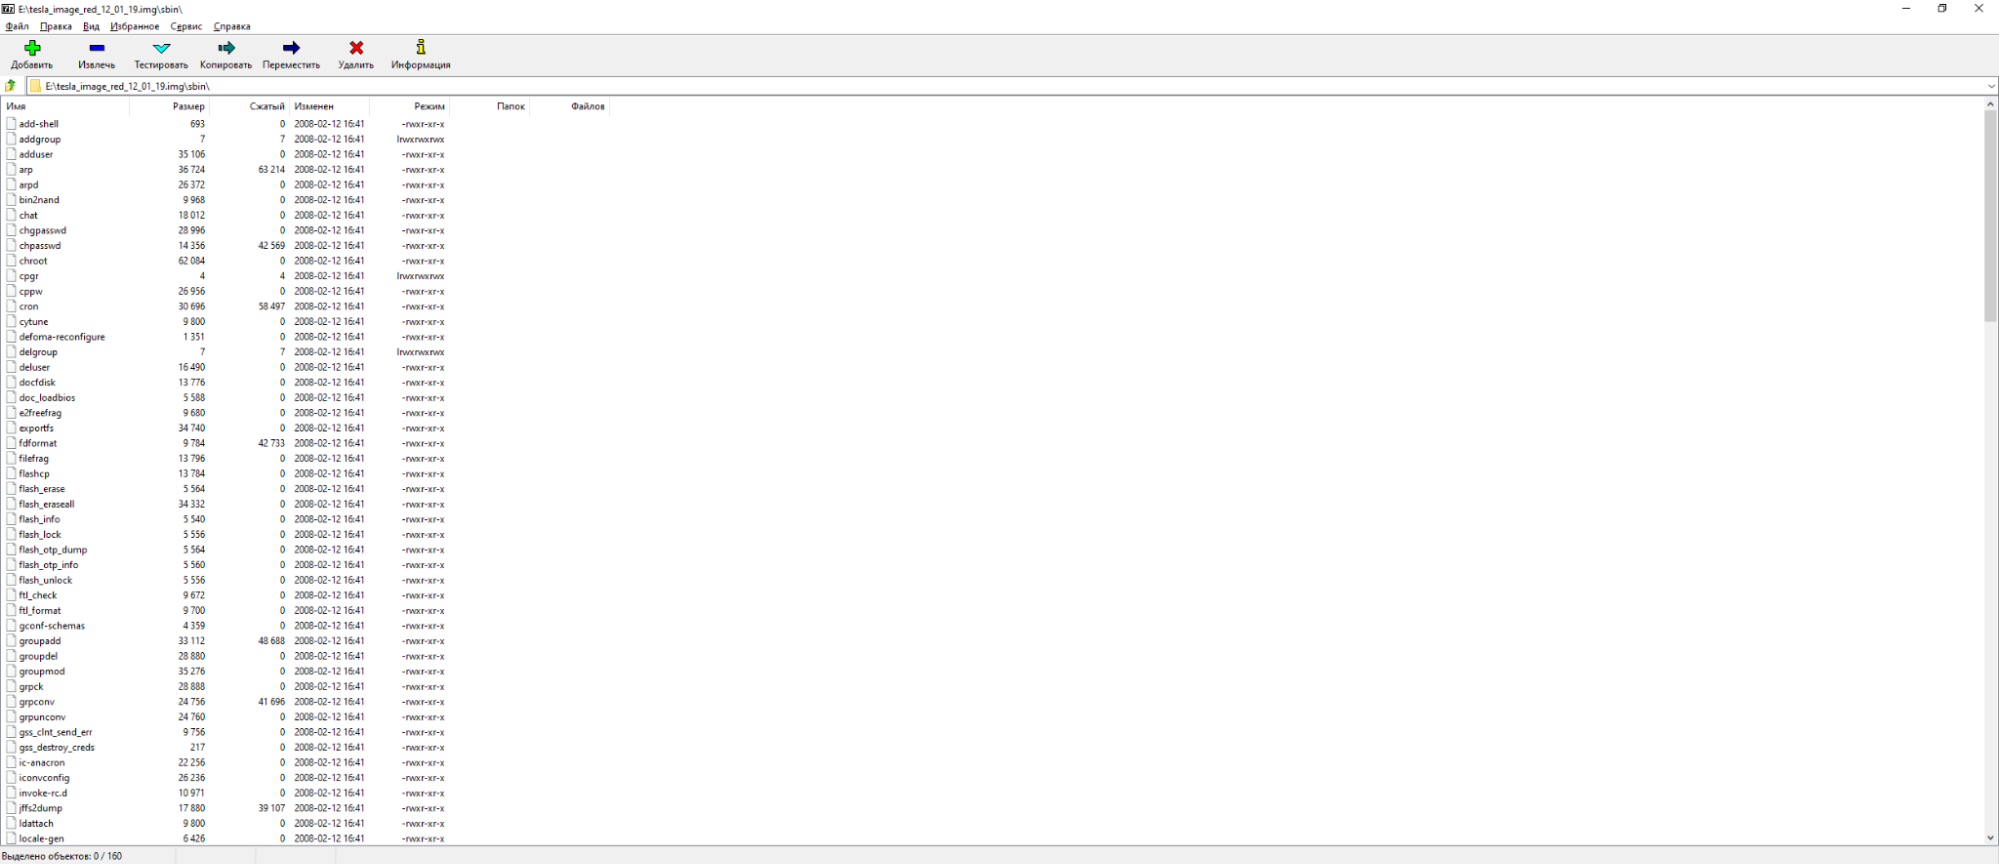 E:\tesla_image_red_12_01_19.img\sbin\
Файл Правка Вид Избранное Сервис Справка
Добавить Извлечь Тестировать Копировать Переместить Удалить Информация
E:\tesla_image_red_12_01_19.img\sbin\
Имя Размер Сжатый Изменен Режим Папок Файлов
add-shell 693 0 2008-02-12 16:41 -rwxr-xr-x
addgroup 7 7 2008-02-12 16:41 lrwxrwxrwx
adduser 35 106 0 2008-02-12 16:41 -rwxr-xr-x
arp 36 724 63 214 2008-02-12 16:41 -rwxr-xr-x
arpd 26 372 0 2008-02-12 16:41 -rwxr-xr-x
bin2nand 9 968 0 2008-02-12 16:41 -rwxr-xr-x
chat 18 012 0 2008-02-12 16:41 -rwxr-xr-x
chgpasswd 28 996 0 2008-02-12 16:41 -rwxr-xr-x
chpasswd 14 356 42 569 2008-02-12 16:41 -rwxr-xr-x
chroot 62 084 0 2008-02-12 16:41 -rwxr-xr-x
cpgr 4 4 2008-02-12 16:41 lrwxrwxrwx
cppw 26 956 0 2008-02-12 16:41 -rwxr-xr-x
cron 30 696 58 497 2008-02-12 16:41 -rwxr-xr-x
cytune 9 800 0 2008-02-12 16:41 -rwxr-xr-x
defoma-reconfigure 1 351 0 2008-02-12 16:41 -rwxr-xr-x
delgroup 7 7 2008-02-12 16:41 lrwxrwxrwx
deluser 16 490 0 2008-02-12 16:41 -rwxr-xr-x
docfdisk 13 776 0 2008-02-12 16:41 -rwxr-xr-x
doc_loadbios 5 588 0 2008-02-12 16:41 -rwxr-xr-x
e2freefrag 9 680 0 2008-02-12 16:41 -rwxr-xr-x
exportfs 34 740 0 2008-02-12 16:41 -rwxr-xr-x
fdformat 9 784 42 733 2008-02-12 16:41 -rwxr-xr-x
filefrag 13 796 0 2008-02-12 16:41 -rwxr-xr-x
flashcp 13 784 0 2008-02-12 16:41 -rwxr-xr-x
flash_erase 5 564 0 2008-02-12 16:41 -rwxr-xr-x
flash_eraseall 34 332 0 2008-02-12 16:41 -rwxr-xr-x
flash_info 5 540 0 2008-02-12 16:41 -rwxr-xr-x
flash_lock 5 556 0 2008-02-12 16:41 -rwxr-xr-x
flash_otp_dump 5 564 0 2008-02-12 16:41 -rwxr-xr-x
flash_otp_info 5 560 0 2008-02-12 16:41 -rwxr-xr-x
flash_unlock 5 556 0 2008-02-12 16:41 -rwxr-xr-x
ftl_check 9 672 0 2008-02-12 16:41 -rwxr-xr-x
ftl_format 9 700 0 2008-02-12 16:41 -rwxr-xr-x
gconf-schemas 4 359 0 2008-02-12 16:41 -rwxr-xr-x
groupadd 33 112 48 688 2008-02-12 16:41 -rwxr-xr-x
groupdel 28 880 0 2008-02-12 16:41 -rwxr-xr-x
groupmod 35 276 0 2008-02-12 16:41 -rwxr-xr-x
grpck 28 888 0 2008-02-12 16:41 -rwxr-xr-x
grpconv 24 756 41 696 2008-02-12 16:41 -rwxr-xr-x
grpunconv 24 760 0 2008-02-12 16:41 -rwxr-xr-x
gss_clnt_send_err 9 756 0 2008-02-12 16:41 -rwxr-xr-x
gss_destroy_creds 217 0 2008-02-12 16:41 -rwxr-xr-x
ic-anacron 22 256 0 2008-02-12 16:41 -rwxr-xr-x
iconvconfig 26 236 0 2008-02-12 16:41 -rwxr-xr-x
invoke-rc.d 10 971 0 2008-02-12 16:41 -rwxr-xr-x
jffs2dump 17 880 39 107 2008-02-12 16:41 -rwxr-xr-x
ldattach 9 800 0 2008-02-12 16:41 -rwxr-xr-x
locale-gen 6 426 0 2008-02-12 16:41 -rwxr-xr-x
Выделено объектов: 0 / 160